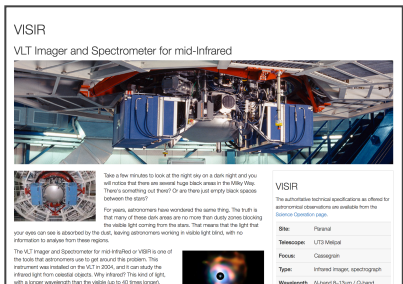 VISIR
VLT Imager and Spectrometer for mid-Infrared
Take a few minutes to look at the night sky on a dark night and you
will notice that there are several huge black areas in the Milky Way.
There's something out there? Or are there just empty black spaces
between the stars?
For years, astronomers have wondered the same thing. The truth is
that many of these dark areas are no more than dusty zones blocking
the visible light coming from the stars. That means that the light that
your eyes can see is absorbed by the dust, leaving astronomers working in visible light blind, with no
information to analyse from these regions.
The VLT Imager and Spectrometer for mid-InfraRed or VISIR is one of
the tools that astronomers use to get around this problem. This
instrument was installed on the VLT in 2004, and it can study the
infrared light from celestial objects. Why infrared? This kind of light,
with a longer wavelength than the visible (up to 40 times longer),
VISIR
The authoritative technical specifications as offered for
astronomical observations are available from the
Science Operation page.
Site: Paranal
Telescope: UT3 Melipal
Focus: Cassegrain
Type: Infrared imager, spectrograph
Wavelength N-band 8–13um / Q-band